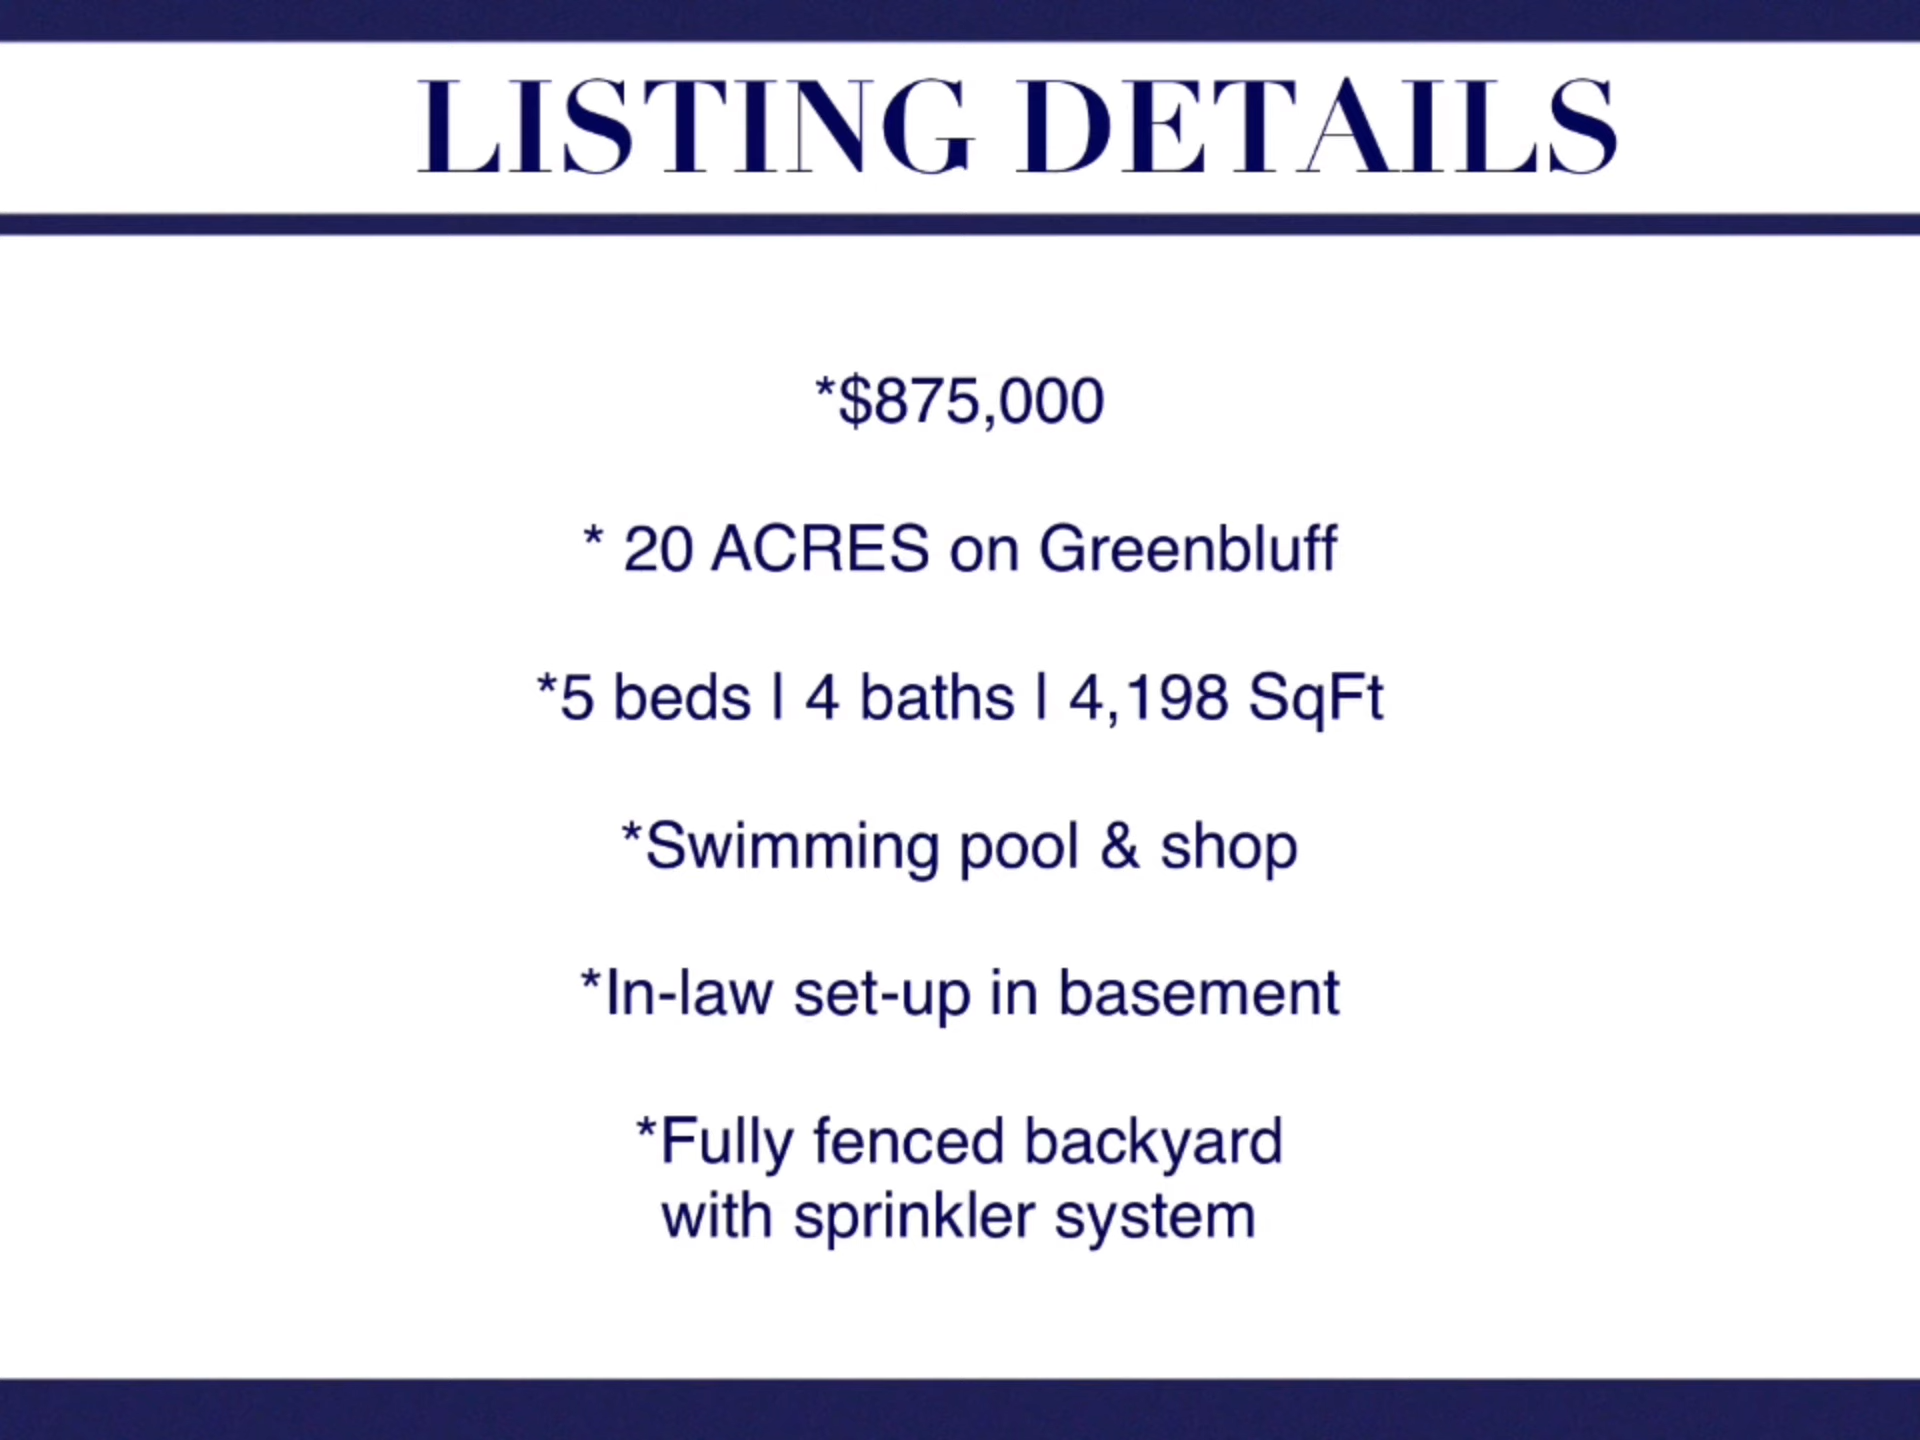 LISTING DETAILS
*$875,000
* 20 ACRES on Greenbluff
*5 beds | 4 baths | 4,198 SqFt
*Swimming pool & shop
*In-law set-up in basement
*Fully fenced backyard
with sprinkler system